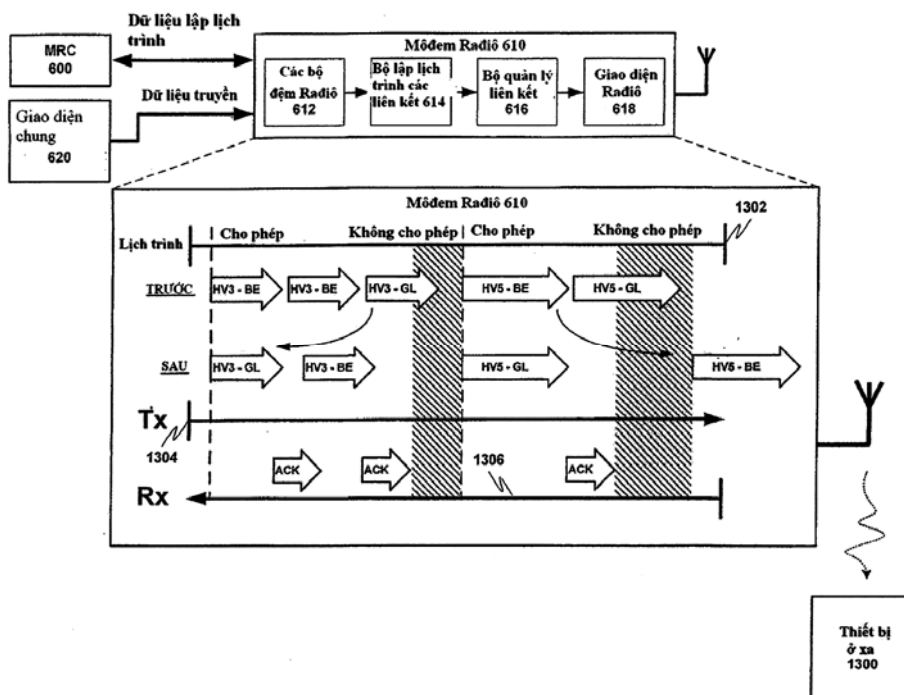 Dữ liệu lập lịch
trình
MRC
600
Dữ liệu truyền
Giao diện
chung
620
Môđem Rađiô 610
Các bộ
đệm Rađiô
612
Bộ lập lịch
trình các
liên kết 614
Bộ quản lý
liên kết
616
Giao diện
Rađiô
618
Môđem Rađiô 610
1302
Lịch trình
Cho phép
Không cho phép
Cho phép
Không cho phép
TRƯỚC
HV3 - BE
HV3 - BE
HV3 - GL
HV5 - BE
HV5 - GL
SAU
HV3 - GL
HV3 - BE
HV5 - GL
HV5 - BE
Tx
1304
ACK
ACK
1306
ACK
Rx
Thiết bị
ở xa
1300